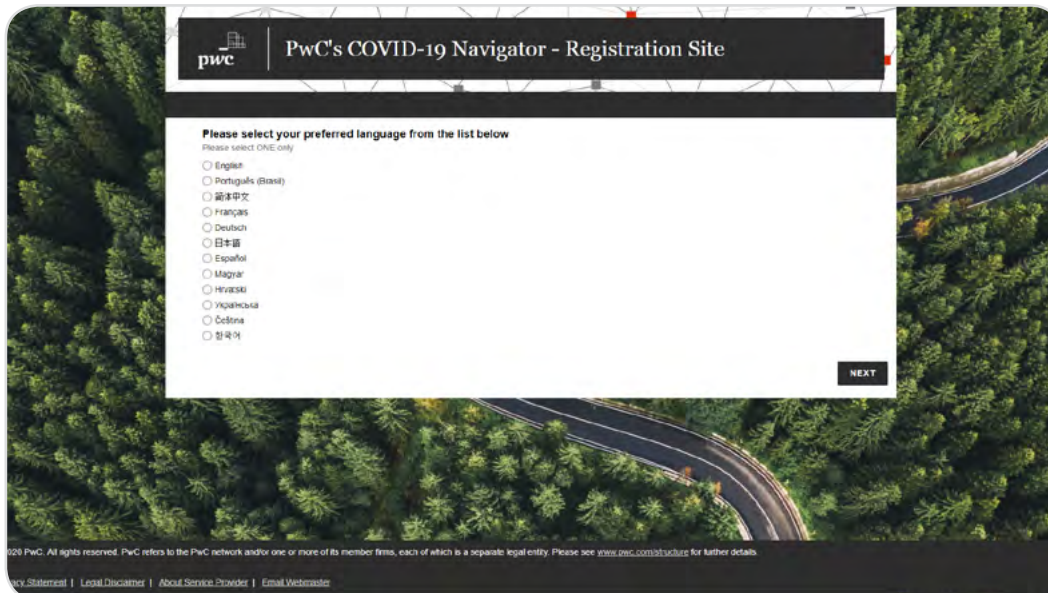 pwc
PwC's COVID-19 Navigator - Registration Site
Please select your preferred language from the list below
Please select ONE only
English
Português (Brasil)
简体中文
Français
Deutsch
日本語
Español
Magyar
Hrvatski
Українська
Čeština
한국어
NEXT
020 PwC. All rights reserved. PwC refers to the PwC network and/or one or more of its member firms, each of which is a separate legal entity. Please see www.pwc.com/structure for further details.
acy Statement | Legal Disclaimer | About Service Provider | Email Webmaster